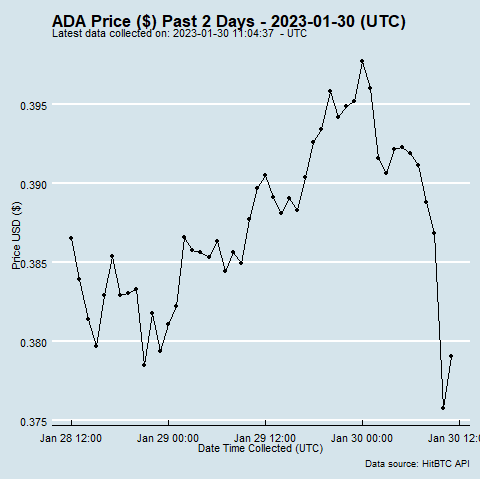 ADA Price ($) Past 2 Days - 2023-01-30 (UTC)
Latest data collected on: 2023-01-30 11:04:37  - UTC
0.395
0.390
0.385
0.380
0.375
Price USD ($)
Jan 28 12:00
Jan 29 00:00
Jan 29 12:00
Jan 30 00:00
Jan 30 12:00
Date Time Collected (UTC)
Data source: HitBTC API